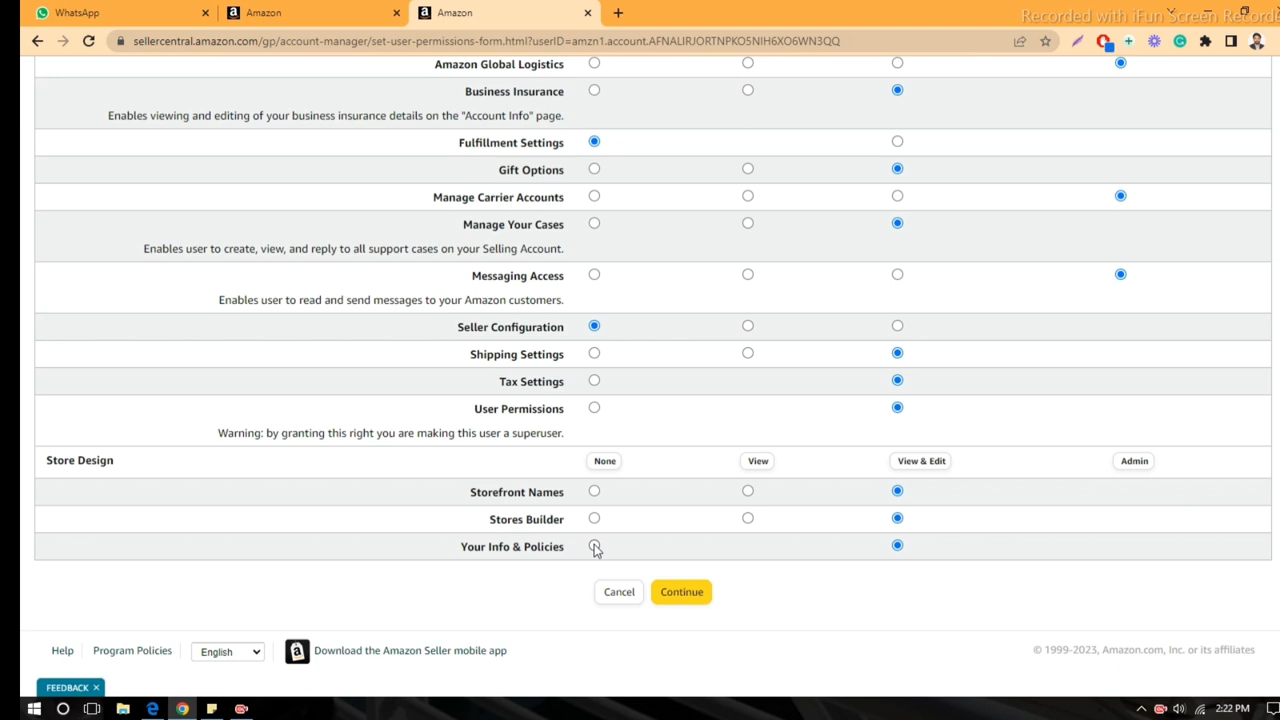 Recorded with iFun Screen Record
WhatsApp
Amazon
Amazon
sellercentral.amazon.com/gp/account-manager/set-user-permissions-form.html?userID=amzn1.account.AFNALIRJORTNPKO5NIH6XO6WN3QQ
Amazon Global Logistics
Business Insurance
Enables viewing and editing of your business insurance details on the "Account Info" page.
Fulfillment Settings
Gift Options
Manage Carrier Accounts
Manage Your Cases
Enables user to create, view, and reply to all support cases on your Selling Account.
Messaging Access
Enables user to read and send messages to your Amazon customers.
Seller Configuration
Shipping Settings
Tax Settings
User Permissions
Warning: by granting this right you are making this user a superuser.
Store Design None View View & Edit Admin
Storefront Names
Stores Builder
Your Info & Policies
Cancel Continue
Help Program Policies English Download the Amazon Seller mobile app © 1999-2023, Amazon.com, Inc. or its affiliates
FEEDBACK ×
2:22 PM